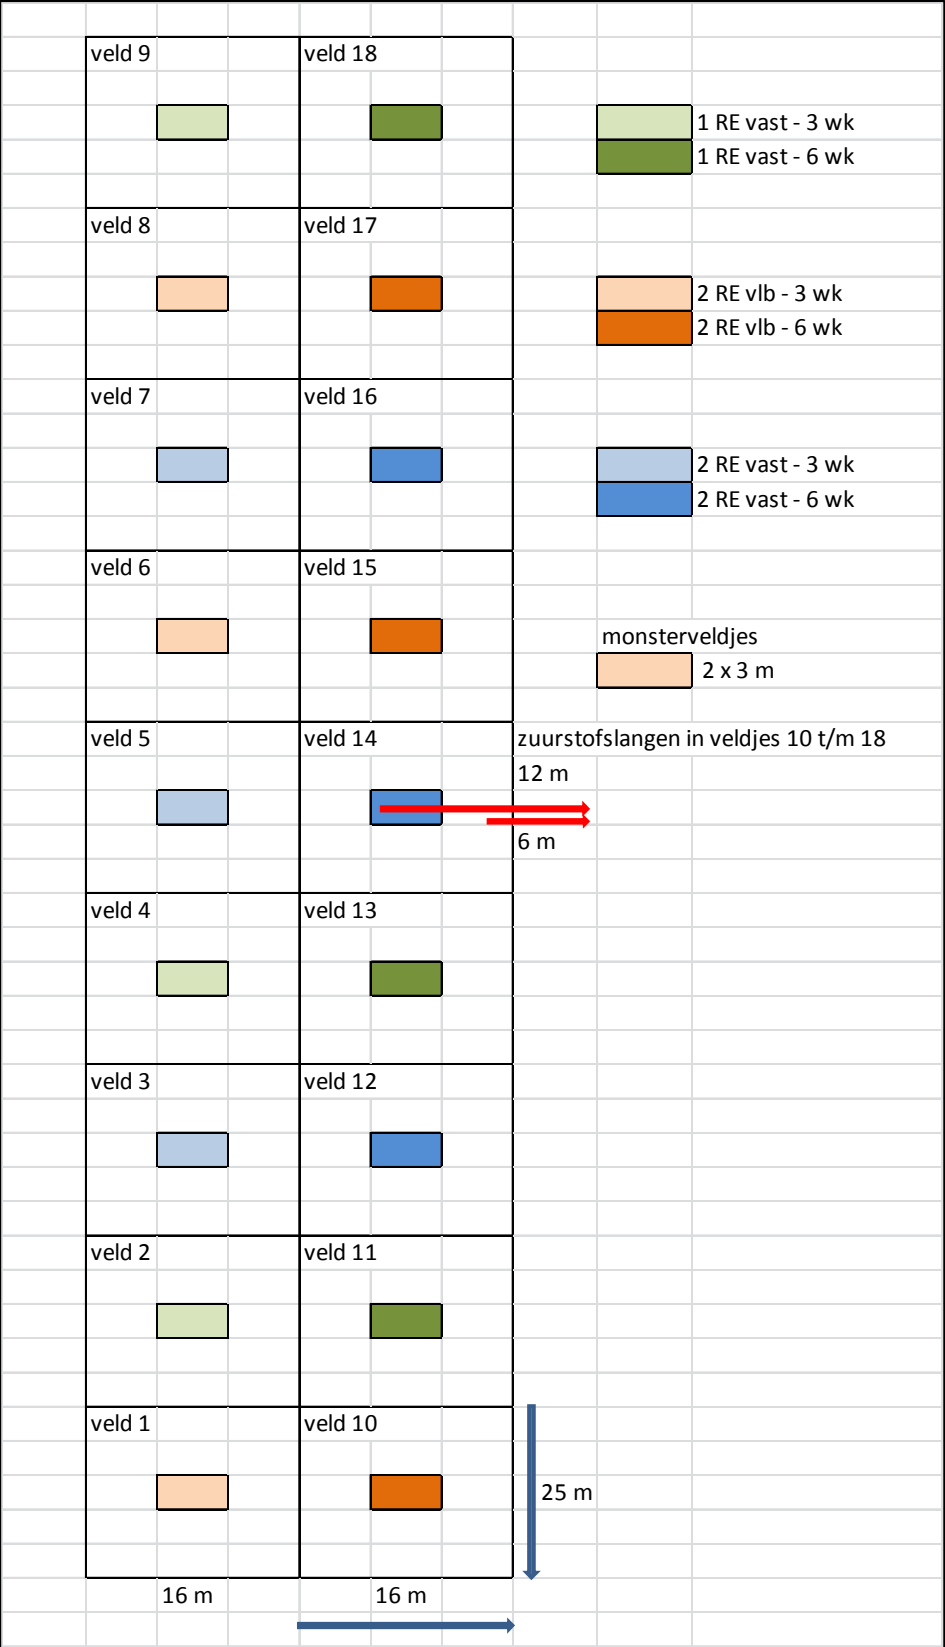 veld 9
veld 18
1 RE vast - 3 wk
1 RE vast - 6 wk
veld 8
veld 17
2 RE vlb - 3 wk
2 RE vlb - 6 wk
veld 7
veld 16
2 RE vast - 3 wk
2 RE vast - 6 wk
veld 6
veld 15
monsterveldjes
2 x 3 m
veld 5
veld 14
zuurstofslangen in veldjes 10 t/m 18
12 m
6 m
veld 4
veld 13
veld 3
veld 12
veld 2
veld 11
veld 1
veld 10
25 m
16 m
16 m